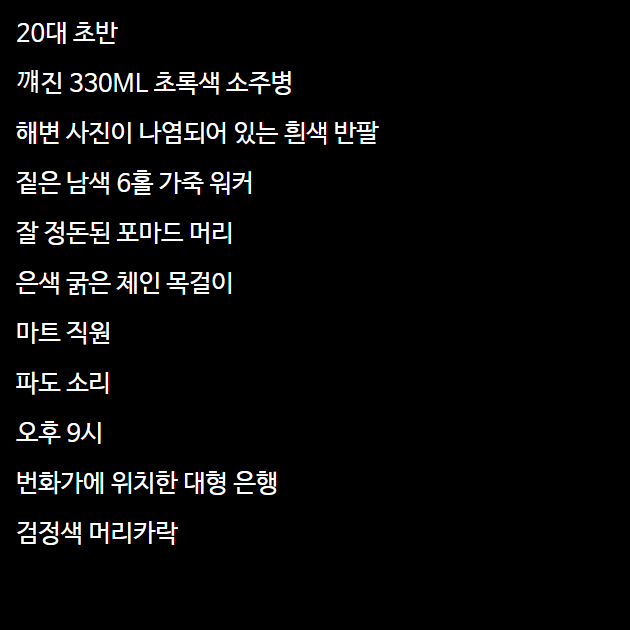 20대 초반
꺠진 330ML 초록색 소주병
해변 사진이 나염되어 있는 흰색 반팔
짙은 남색 6홀 가죽 워커
잘 정돈된 포마드 머리
은색 굵은 체인 목걸이
마트 직원
파도 소리
오후 9시
번화가에 위치한 대형 은행
검정색 머리카락